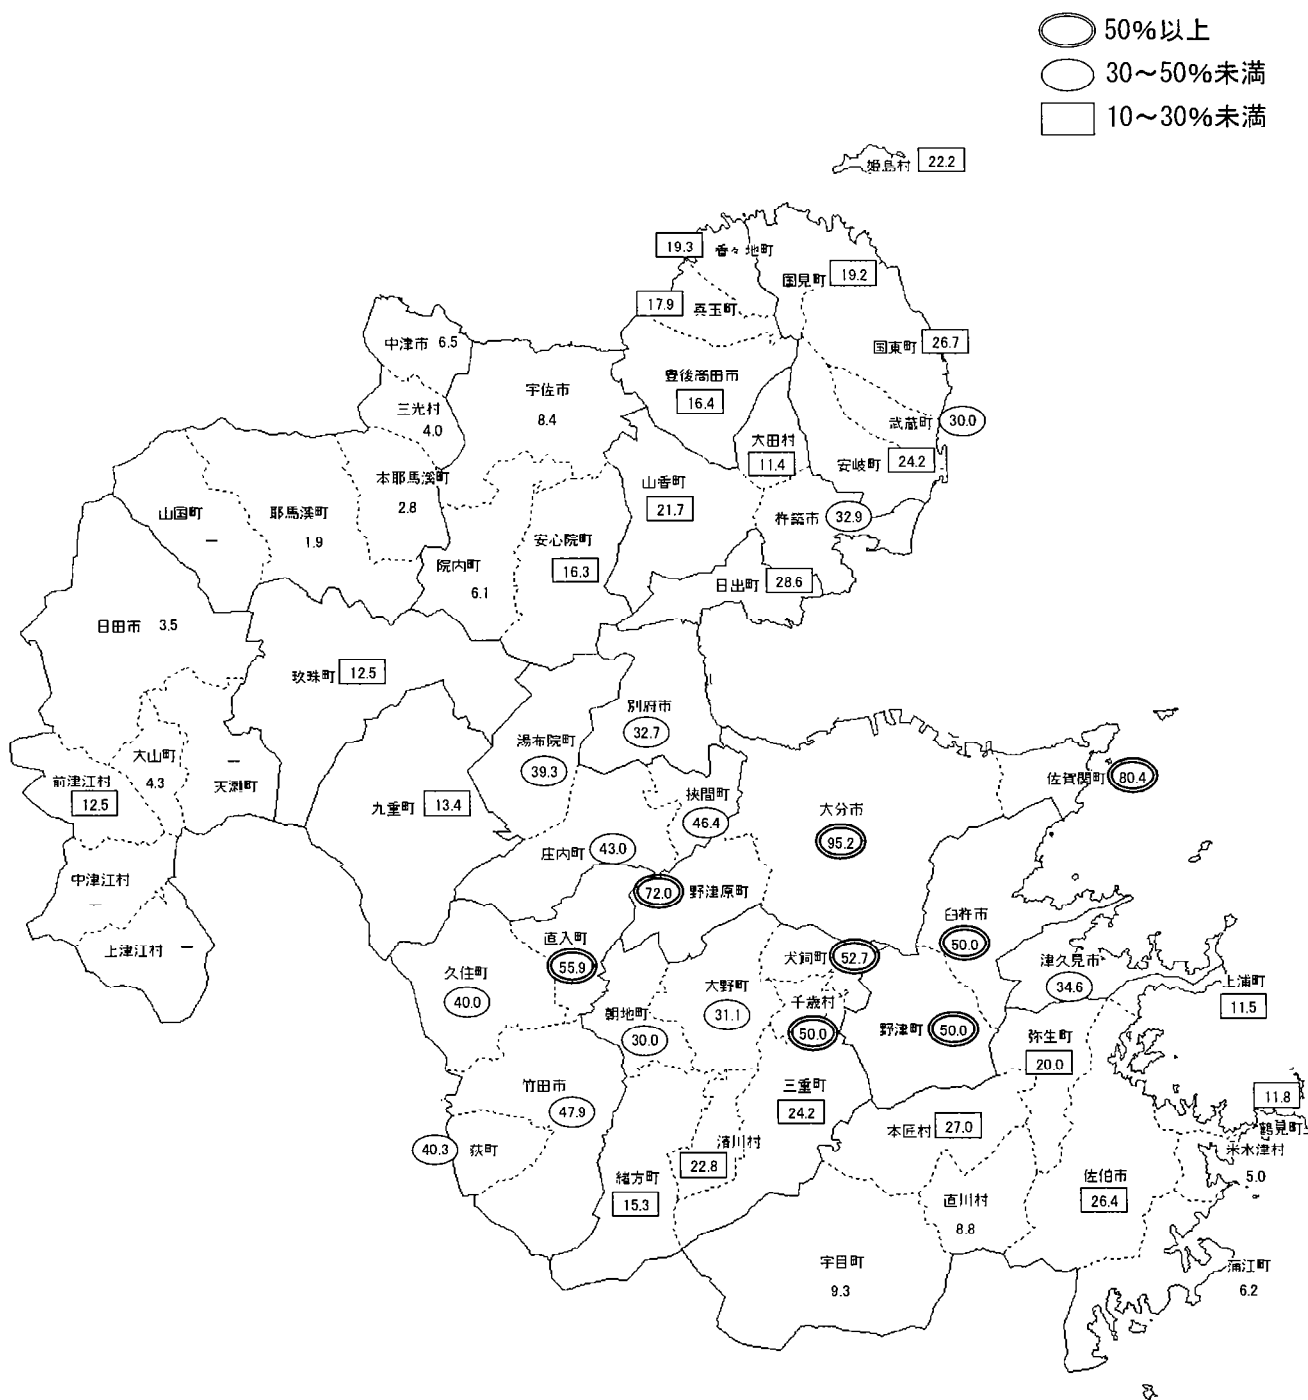 50%以上
30～50%未満
10～30%未満
姫島村 22.2
19.3 香々地町
国見町 19.2
17.9 真玉町
中津市 6.5
国東町 26.7
宇佐市
8.4
豊後高田市
16.4
三光村
4.0
武蔵町 30.0
大田村
11.4
安岐町 24.2
本耶馬溪町
2.8
山香町
21.7
山国町
―
耶馬溪町
1.9
杵築市 32.9
安心院町
16.3
院内町
6.1
日出町 28.6
日田市 3.5
玖珠町 12.5
別府市
32.7
湯布院町
39.3
大山町
4.3
―
天瀬町
前津江村
12.5
佐賀関町 80.4
挾間町
46.4
九重町 13.4
大分市
95.2
庄内町 43.0
中津江村
―
72.0 野津原町
臼杵市
50.0
直入町
55.9
上津江村 ―
犬飼町 52.7
久住町
40.0
津久見市
34.6
大野町
31.1
上浦町
11.5
千歳村
50.0
朝地町
30.0
野津町 50.0
弥生町
20.0
竹田市
47.9
三重町
24.2
11.8
鶴見町
本匠村 27.0
清川村
22.8
40.3 荻町
米水津村
5.0
緒方町
15.3
佐伯市
26.4
直川村
8.8
宇目町
9.3
蒲江町
6.2